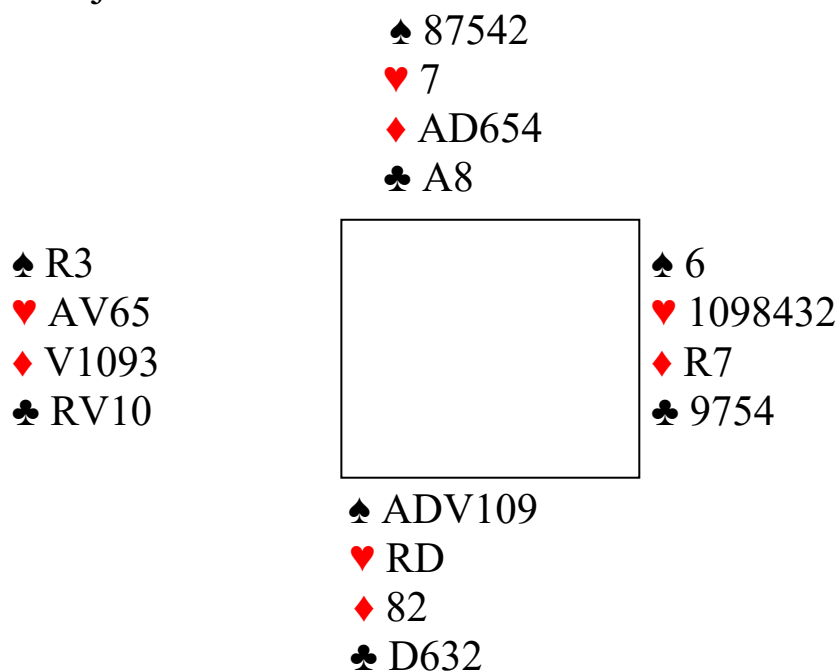 ♠ 87542
♥ 7
♦ AD654
♣ A8
♠ R3
♥ AV65
♦ V1093
♣ RV10
♠ 6
♥ 1098432
♦ R7
♣ 9754
♠ ADV109
♥ RD
♦ 82
♣ D632